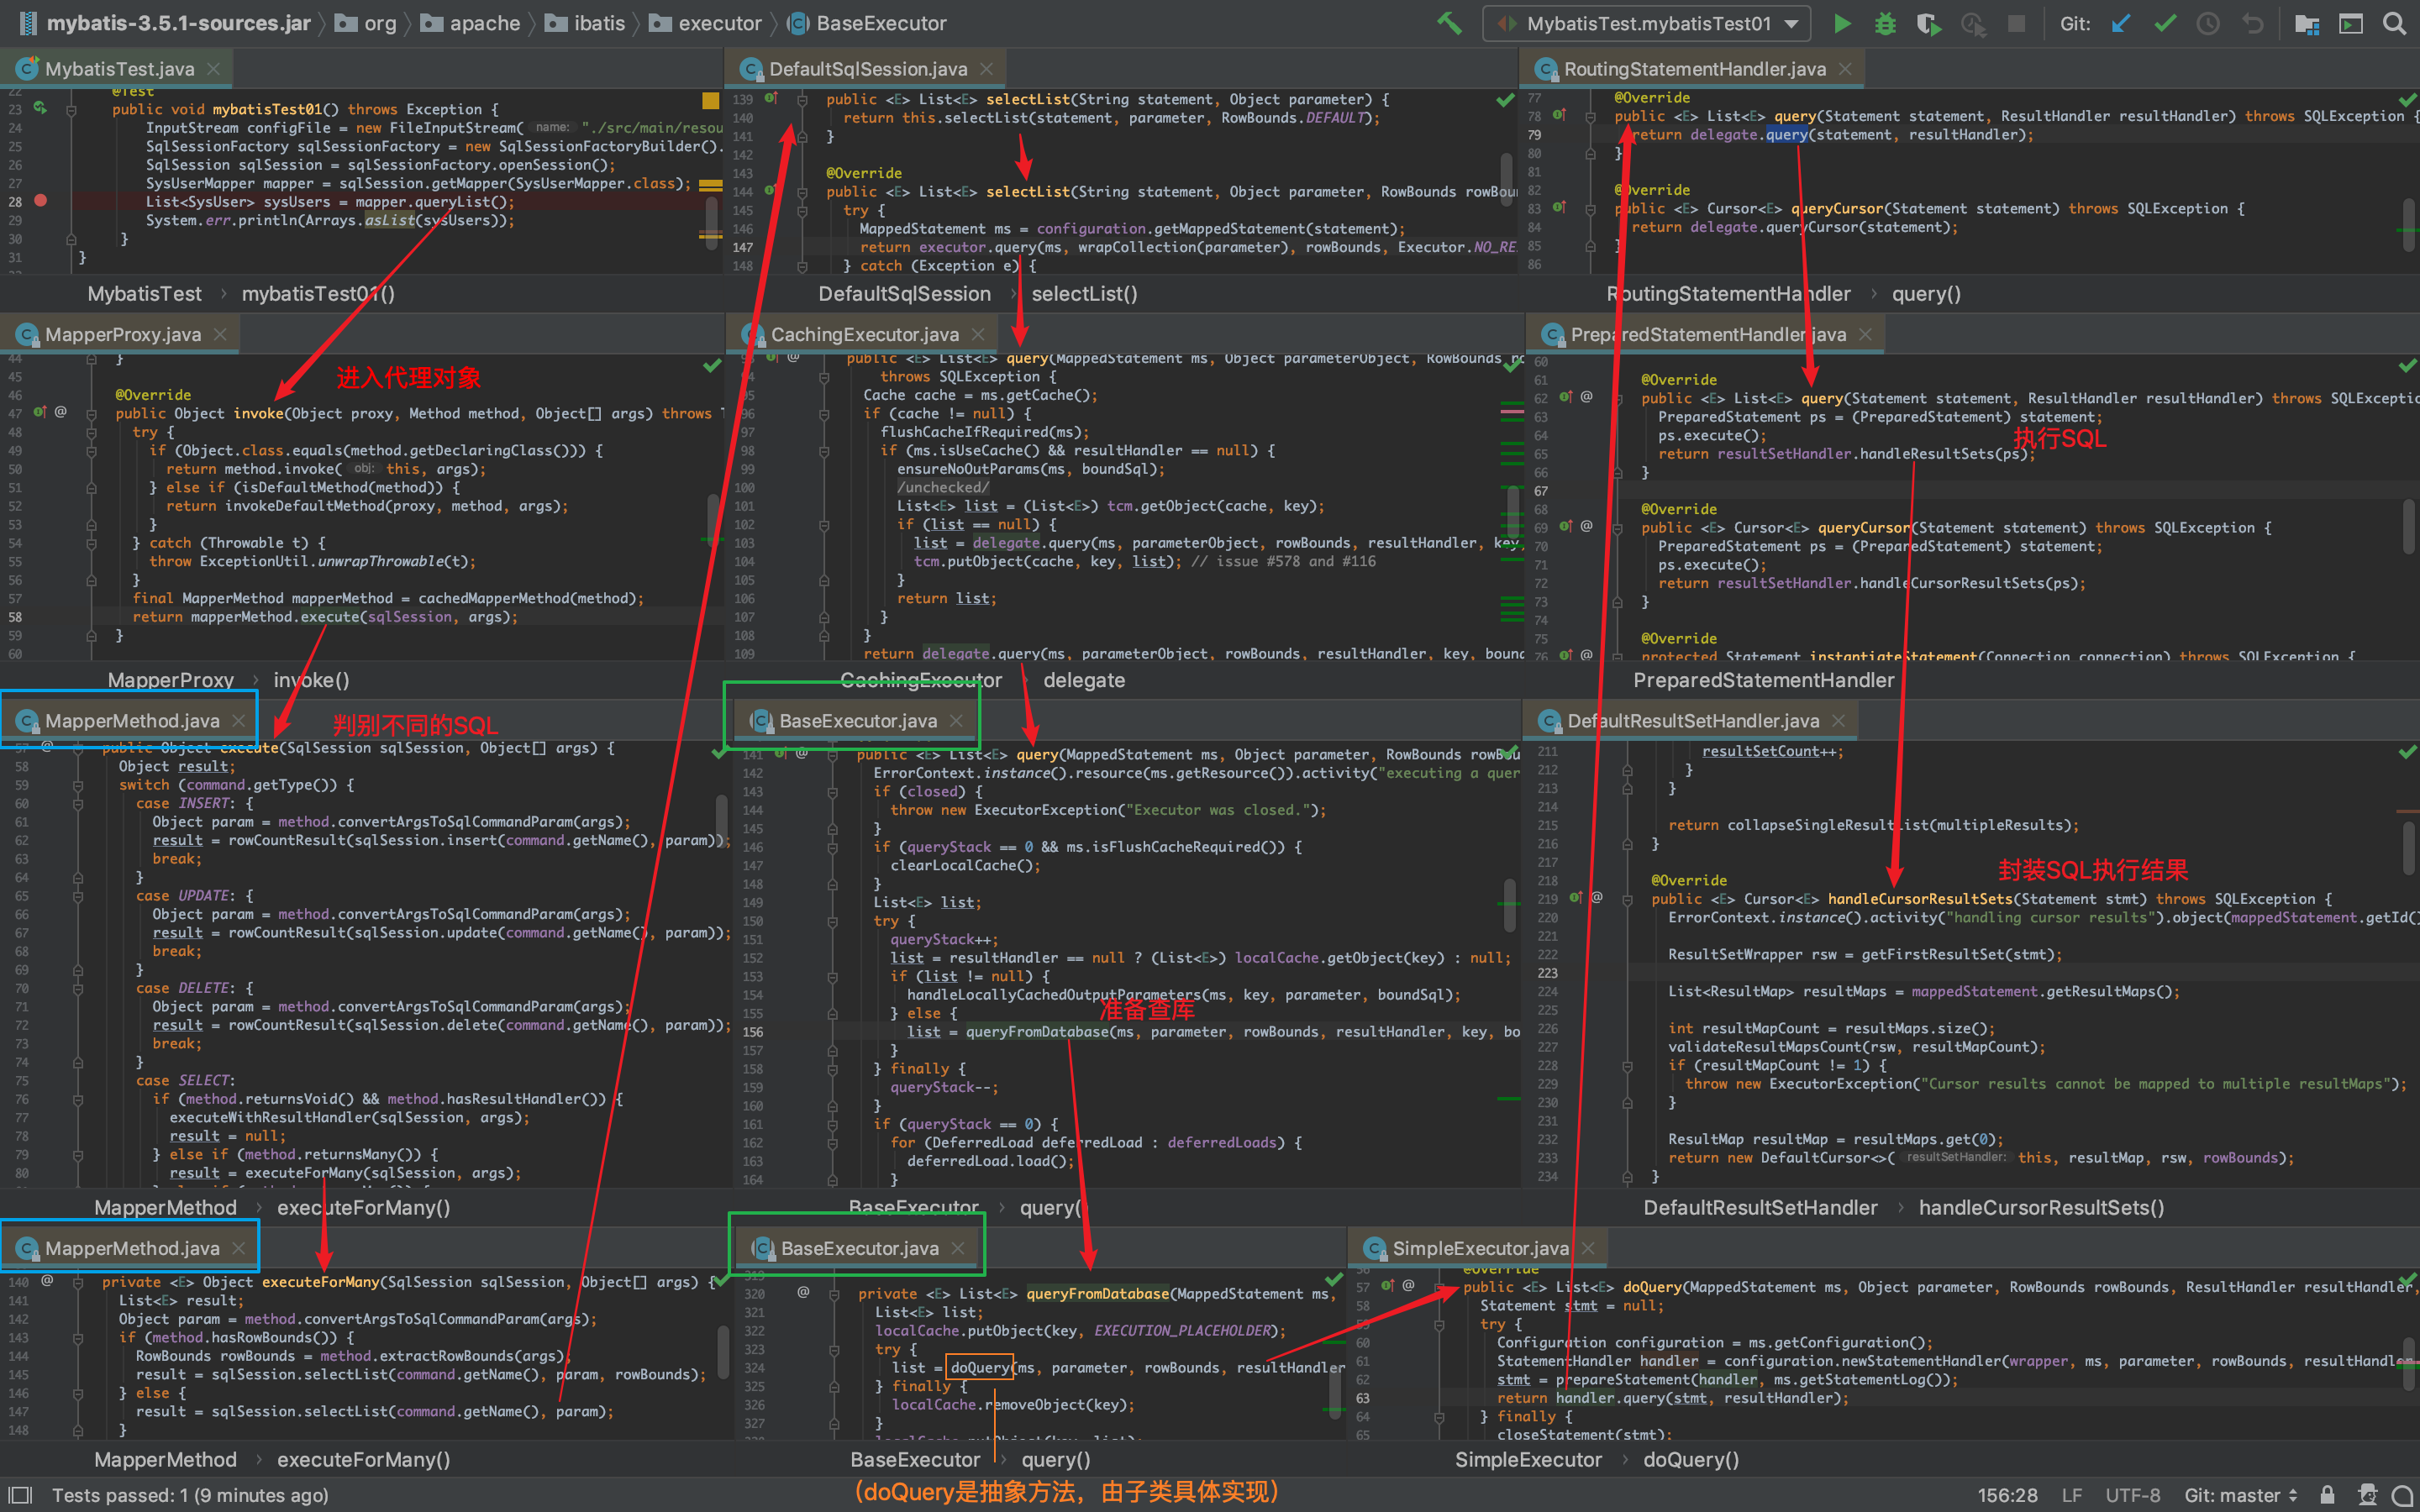 mybatis-3.5.1-sources.jar org apache ibatis executor BaseExecutor MybatisTest.mybatisTest01 Git:
MybatisTest.java
22 @Test
23 public void mybatisTest01() throws Exception {
24 InputStream configFile = new FileInputStream( name: "./src/main/resou
25 SqlSessionFactory sqlSessionFactory = new SqlSessionFactoryBuilder().
26 SqlSession sqlSession = sqlSessionFactory.openSession();
27 SysUserMapper mapper = sqlSession.getMapper(SysUserMapper.class);
28 List<SysUser> sysUsers = mapper.queryList();
29 System.err.println(Arrays.asList(sysUsers));
30 }
31 }
MybatisTest mybatisTest01()
MapperProxy.java
进入代理对象
44 }
45
46 @Override
47 public Object invoke(Object proxy, Method method, Object[] args) throws T
48 try {
49 if (Object.class.equals(method.getDeclaringClass())) {
50 return method.invoke( obj: this, args);
51 } else if (isDefaultMethod(method)) {
52 return invokeDefaultMethod(proxy, method, args);
53 }
54 } catch (Throwable t) {
55 throw ExceptionUtil.unwrapThrowable(t);
56 }
57 final MapperMethod mapperMethod = cachedMapperMethod(method);
58 return mapperMethod.execute(sqlSession, args);
59 }
60
MapperProxy invoke()
MapperMethod.java
判别不同的SQL
57 public Object execute(SqlSession sqlSession, Object[] args) {
58 Object result;
59 switch (command.getType()) {
60 case INSERT: {
61 Object param = method.convertArgsToSqlCommandParam(args);
62 result = rowCountResult(sqlSession.insert(command.getName(), param));
63 break;
64 }
65 case UPDATE: {
66 Object param = method.convertArgsToSqlCommandParam(args);
67 result = rowCountResult(sqlSession.update(command.getName(), param));
68 break;
69 }
70 case DELETE: {
71 Object param = method.convertArgsToSqlCommandParam(args);
72 result = rowCountResult(sqlSession.delete(command.getName(), param));
73 break;
74 }
75 case SELECT:
76 if (method.returnsVoid() && method.hasResultHandler()) {
77 executeWithResultHandler(sqlSession, args);
78 result = null;
79 } else if (method.returnsMany()) {
80 result = executeForMany(sqlSession, args);
MapperMethod executeForMany()
MapperMethod.java
140 private <E> Object executeForMany(SqlSession sqlSession, Object[] args) {
141 List<E> result;
142 Object param = method.convertArgsToSqlCommandParam(args);
143 if (method.hasRowBounds()) {
144 RowBounds rowBounds = method.extractRowBounds(args);
145 result = sqlSession.selectList(command.getName(), param, rowBounds);
146 } else {
147 result = sqlSession.selectList(command.getName(), param);
148 }
MapperMethod executeForMany()
DefaultSqlSession.java
139 public <E> List<E> selectList(String statement, Object parameter) {
140 return this.selectList(statement, parameter, RowBounds.DEFAULT);
141 }
142
143 @Override
144 public <E> List<E> selectList(String statement, Object parameter, RowBounds rowBou
145 try {
146 MappedStatement ms = configuration.getMappedStatement(statement);
147 return executor.query(ms, wrapCollection(parameter), rowBounds, Executor.NO_RE
148 } catch (Exception e) {
DefaultSqlSession selectList()
CachingExecutor.java
93 public <E> List<E> query(MappedStatement ms, Object parameterObject, RowBounds ro
94 throws SQLException {
95 Cache cache = ms.getCache();
96 if (cache != null) {
97 flushCacheIfRequired(ms);
98 if (ms.isUseCache() && resultHandler == null) {
99 ensureNoOutParams(ms, boundSql);
100 /unchecked/
101 List<E> list = (List<E>) tcm.getObject(cache, key);
102 if (list == null) {
103 list = delegate.query(ms, parameterObject, rowBounds, resultHandler, key,
104 tcm.putObject(cache, key, list); // issue #578 and #116
105 }
106 return list;
107 }
108 }
109 return delegate.query(ms, parameterObject, rowBounds, resultHandler, key, bound
CachingExecutor delegate
BaseExecutor.java
141 public <E> List<E> query(MappedStatement ms, Object parameter, RowBounds rowBou
142 ErrorContext.instance().resource(ms.getResource()).activity("executing a quer
143 if (closed) {
144 throw new ExecutorException("Executor was closed.");
145 }
146 if (queryStack == 0 && ms.isFlushCacheRequired()) {
147 clearLocalCache();
148 }
149 List<E> list;
150 try {
151 queryStack++;
152 list = resultHandler == null ? (List<E>) localCache.getObject(key) : null;
153 if (list != null) {
154 handleLocallyCachedOutputParameters(ms, key, parameter, boundSql);
155 } else {
准备查库
156 list = queryFromDatabase(ms, parameter, rowBounds, resultHandler, key, bo
157 }
158 } finally {
159 queryStack--;
160 }
161 if (queryStack == 0) {
162 for (DeferredLoad deferredLoad : deferredLoads) {
163 deferredLoad.load();
164 }
BaseExecutor query()
BaseExecutor.java
319
320 private <E> List<E> queryFromDatabase(MappedStatement ms,
321 List<E> list;
322 localCache.putObject(key, EXECUTION_PLACEHOLDER);
323 try {
324 list = doQuery(ms, parameter, rowBounds, resultHandler
325 } finally {
326 localCache.removeObject(key);
327 }
BaseExecutor query()
（doQuery是抽象方法，由子类具体实现）
RoutingStatementHandler.java
77 @Override
78 public <E> List<E> query(Statement statement, ResultHandler resultHandler) throws SQLException {
79 return delegate.query(statement, resultHandler);
80 }
81
82 @Override
83 public <E> Cursor<E> queryCursor(Statement statement) throws SQLException {
84 return delegate.queryCursor(statement);
85 }
86
RoutingStatementHandler query()
PreparedStatementHandler.java
60
61 @Override
62 public <E> List<E> query(Statement statement, ResultHandler resultHandler) throws SQLExceptio
63 PreparedStatement ps = (PreparedStatement) statement;
64 ps.execute();
执行SQL
65 return resultSetHandler.handleResultSets(ps);
66 }
67
68 @Override
69 public <E> Cursor<E> queryCursor(Statement statement) throws SQLException {
70 PreparedStatement ps = (PreparedStatement) statement;
71 ps.execute();
72 return resultSetHandler.handleCursorResultSets(ps);
73 }
74
75 @Override
76 protected Statement instantiateStatement(Connection connection) throws SQLException {
PreparedStatementHandler
DefaultResultSetHandler.java
211 resultSetCount++;
212 }
213 }
214
215 return collapseSingleResultList(multipleResults);
216 }
217
封装SQL执行结果
218 @Override
219 public <E> Cursor<E> handleCursorResultSets(Statement stmt) throws SQLException {
220 ErrorContext.instance().activity("handling cursor results").object(mappedStatement.getId()
221
222 ResultSetWrapper rsw = getFirstResultSet(stmt);
223
224 List<ResultMap> resultMaps = mappedStatement.getResultMaps();
225
226 int resultMapCount = resultMaps.size();
227 validateResultMapsCount(rsw, resultMapCount);
228 if (resultMapCount != 1) {
229 throw new ExecutorException("Cursor results cannot be mapped to multiple resultMaps");
230 }
231
232 ResultMap resultMap = resultMaps.get(0);
233 return new DefaultCursor<>( resultSetHandler: this, resultMap, rsw, rowBounds);
234 }
DefaultResultSetHandler handleCursorResultSets()
SimpleExecutor.java
56 @Override
57 public <E> List<E> doQuery(MappedStatement ms, Object parameter, RowBounds rowBounds, ResultHandler resultHandler,
58 Statement stmt = null;
59 try {
60 Configuration configuration = ms.getConfiguration();
61 StatementHandler handler = configuration.newStatementHandler(wrapper, ms, parameter, rowBounds, resultHandle
62 stmt = prepareStatement(handler, ms.getStatementLog());
63 return handler.query(stmt, resultHandler);
64 } finally {
65 closeStatement(stmt);
SimpleExecutor doQuery()
Tests passed: 1 (9 minutes ago) 156:28 LF UTF-8 Git: master